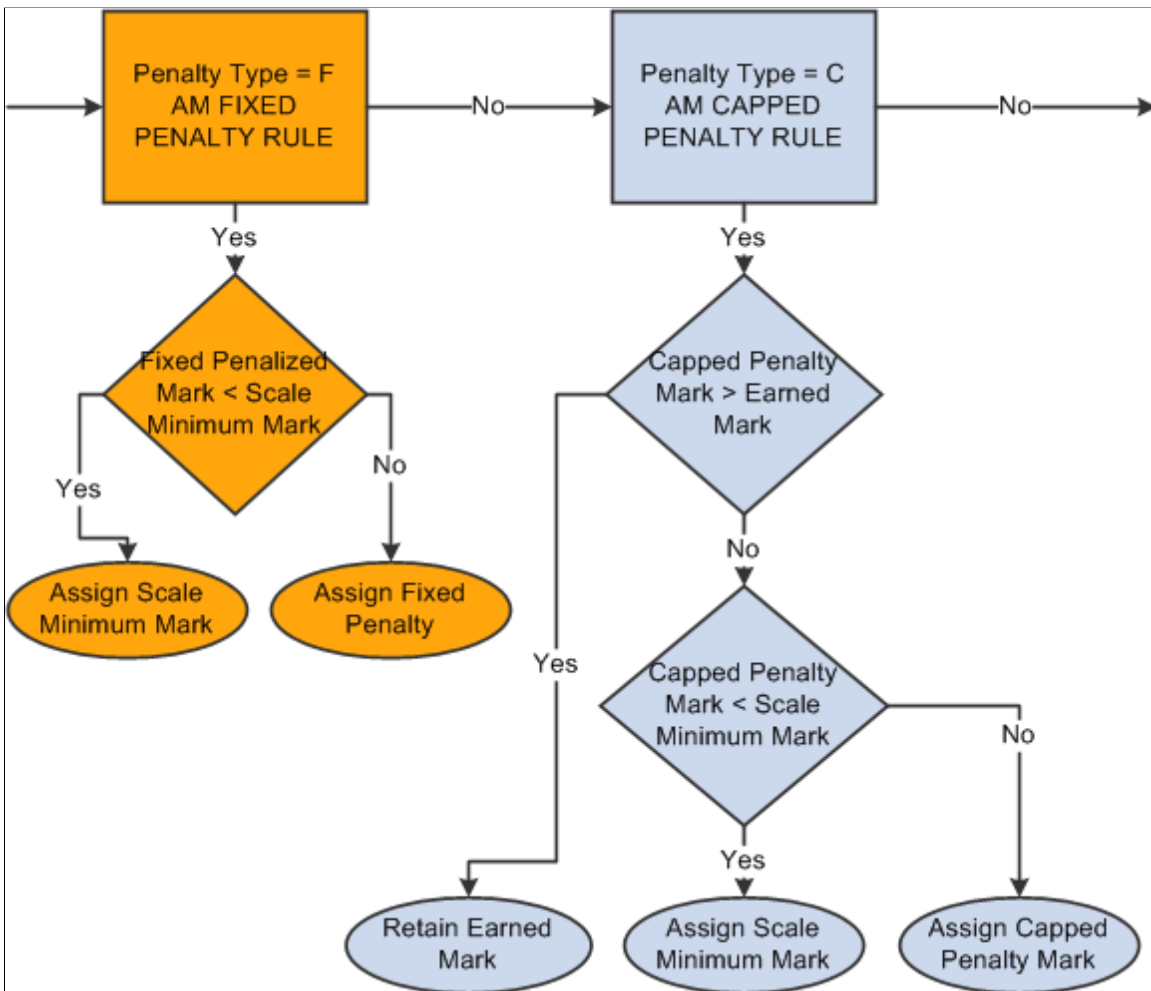 Penalty Type = F
AM FIXED
PENALTY RULE
No
Penalty Type = C
AM CAPPED
PENALTY RULE
No
Yes
Yes
Fixed Penalized
Mark < Scale
Minimum Mark
Capped Penalty
Mark > Earned
Mark
Yes
No
No
Assign Scale
Minimum Mark
Assign Fixed
Penalty
Yes
Capped Penalty
Mark < Scale
Minimum Mark
No
Yes
Retain Earned
Mark
Assign Scale
Minimum Mark
Assign Capped
Penalty Mark